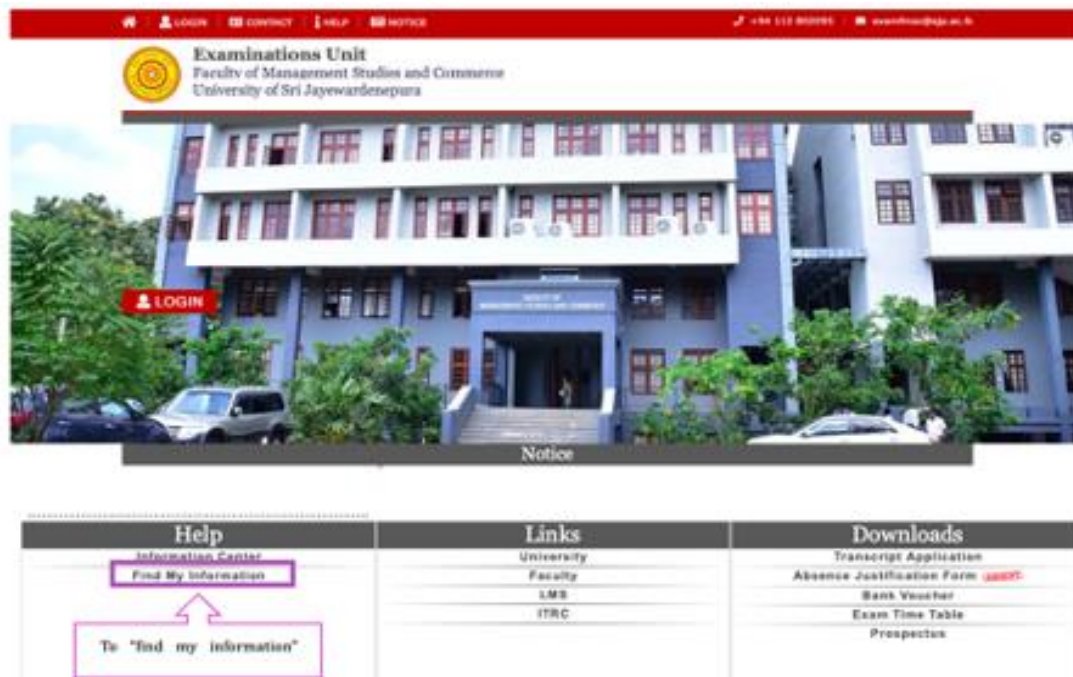 LOGIN CONTACT HELP NOTICE
Examinations Unit
Faculty of Management Studies and Commerce
University of Sri Jayewardenepura
LOGIN
Notice
Help
Information Center
Find My Information
To "find my information"
Links
University
Faculty
LMS
ITRC
Downloads
Transcript Application
Absence Justification Form
Bank Voucher
Exam Time Table
Prospectus